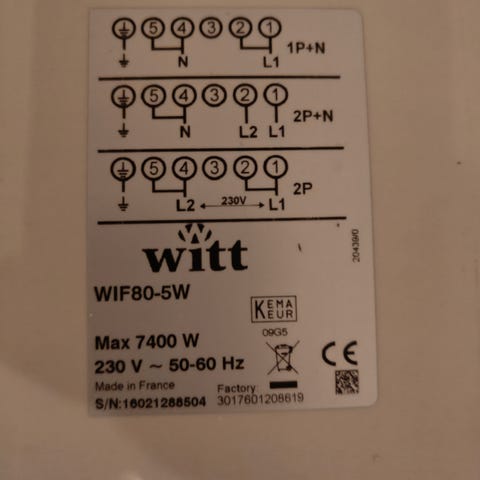 5 4 3 2 1
N L1 1P+N
5 4 3 2 1
N L2 L1 2P+N
5 4 3 2 1
L2 230V L1 2P
witt
20439/0
WIF80-5W
KEMA
KEUR
09G5
Max 7400 W
230 V ~ 50-60 Hz
CE
Made in France
Factory:
S/N:16021288504 3017601208619